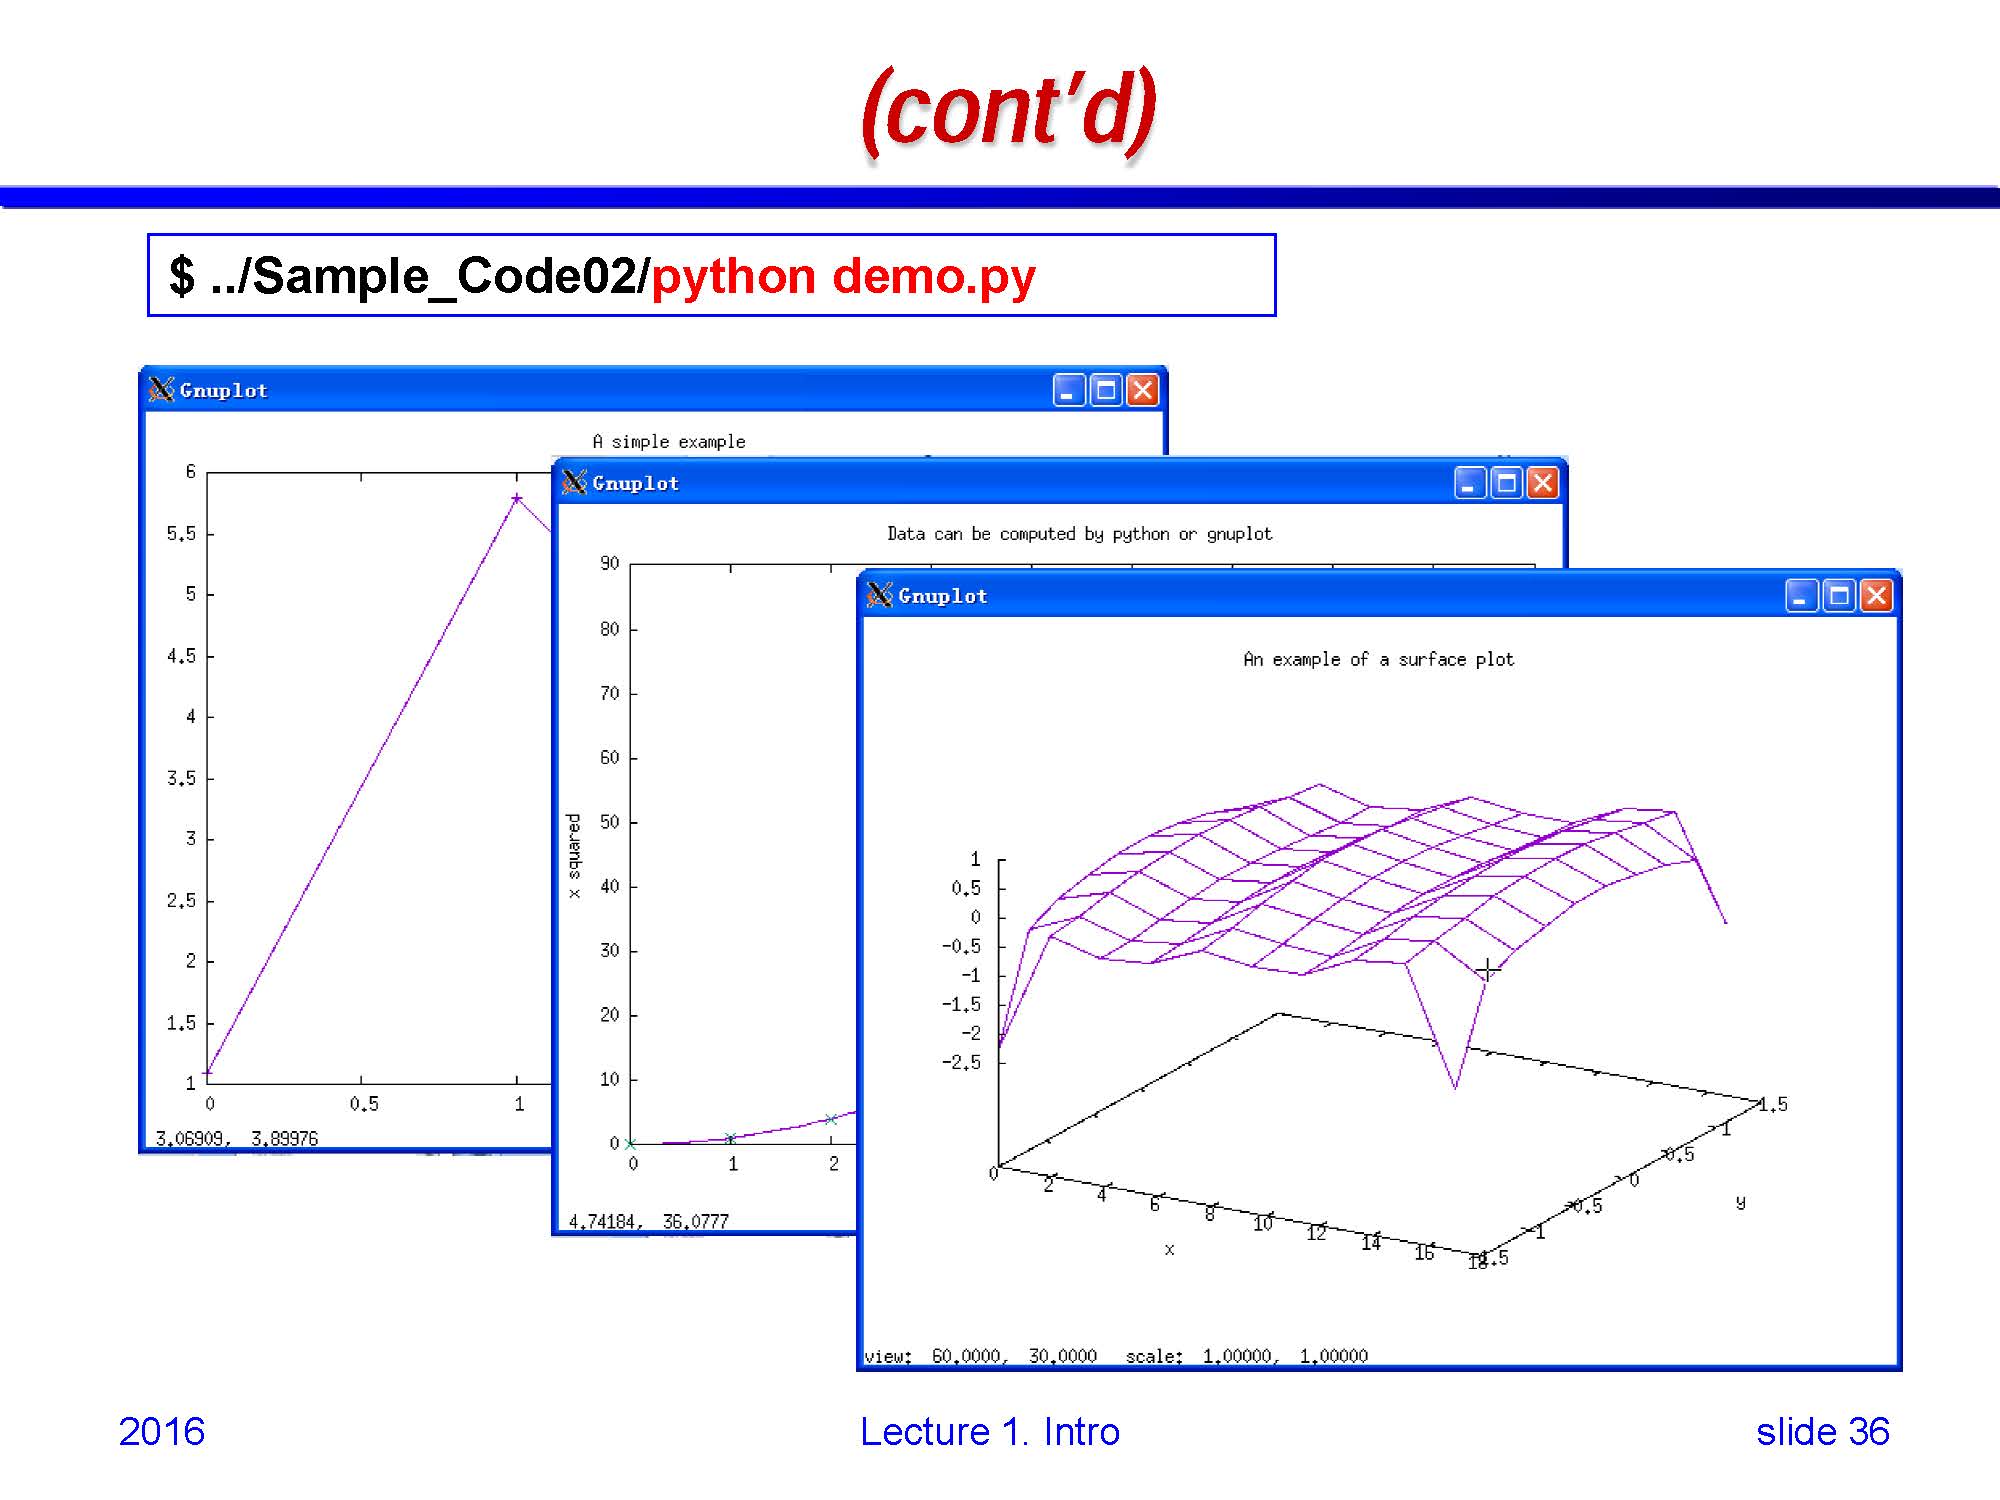 (cont'd)
$ ../Sample_Code02/python demo.py
Gnuplot
A simple example
6
5.5
5
4.5
4
3.5
3
2.5
2
1.5
1
0 0.5 1
3.06909, 3.89976
Gnuplot
Data can be computed by python or gnuplot
90
80
70
60
50
40
30
20
10
0
x squared
0 1 2
4.74184, 36.0777
Gnuplot
An example of a surface plot
1
0.5
0
-0.5
-1
-1.5
-2
-2.5
0 2 4 6 8 10 12 14 16 18
x
-1.5 -1 -0.5 0 0.5 1 1.5
y
view: 60.0000, 30.0000 scale: 1.00000, 1.00000
2016 Lecture 1. Intro slide 36